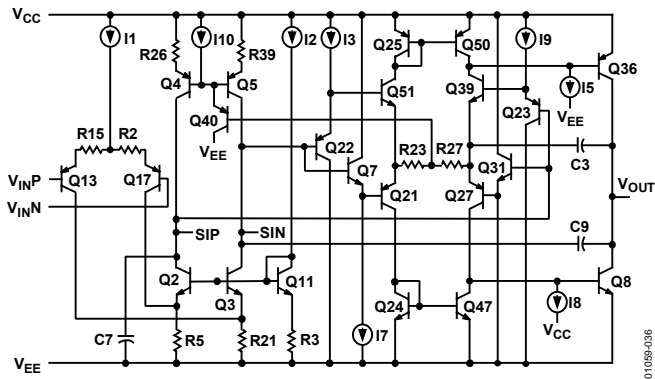 VCC
I1
I10
I2
I3
I9
R26
R39
Q25
Q50
Q36
Q4
Q5
Q51
Q39
Q23
I5
VEE
Q40
VEE
R15
R2
Q22
R23
R27
Q31
C3
Q7
VINP
Q13
Q17
Q21
Q27
VOUT
VINN
SIP
SIN
C9
Q2
Q3
Q11
Q24
Q47
I8
Q8
VCC
C7
R5
R21
R3
I7
VEE
01059-036